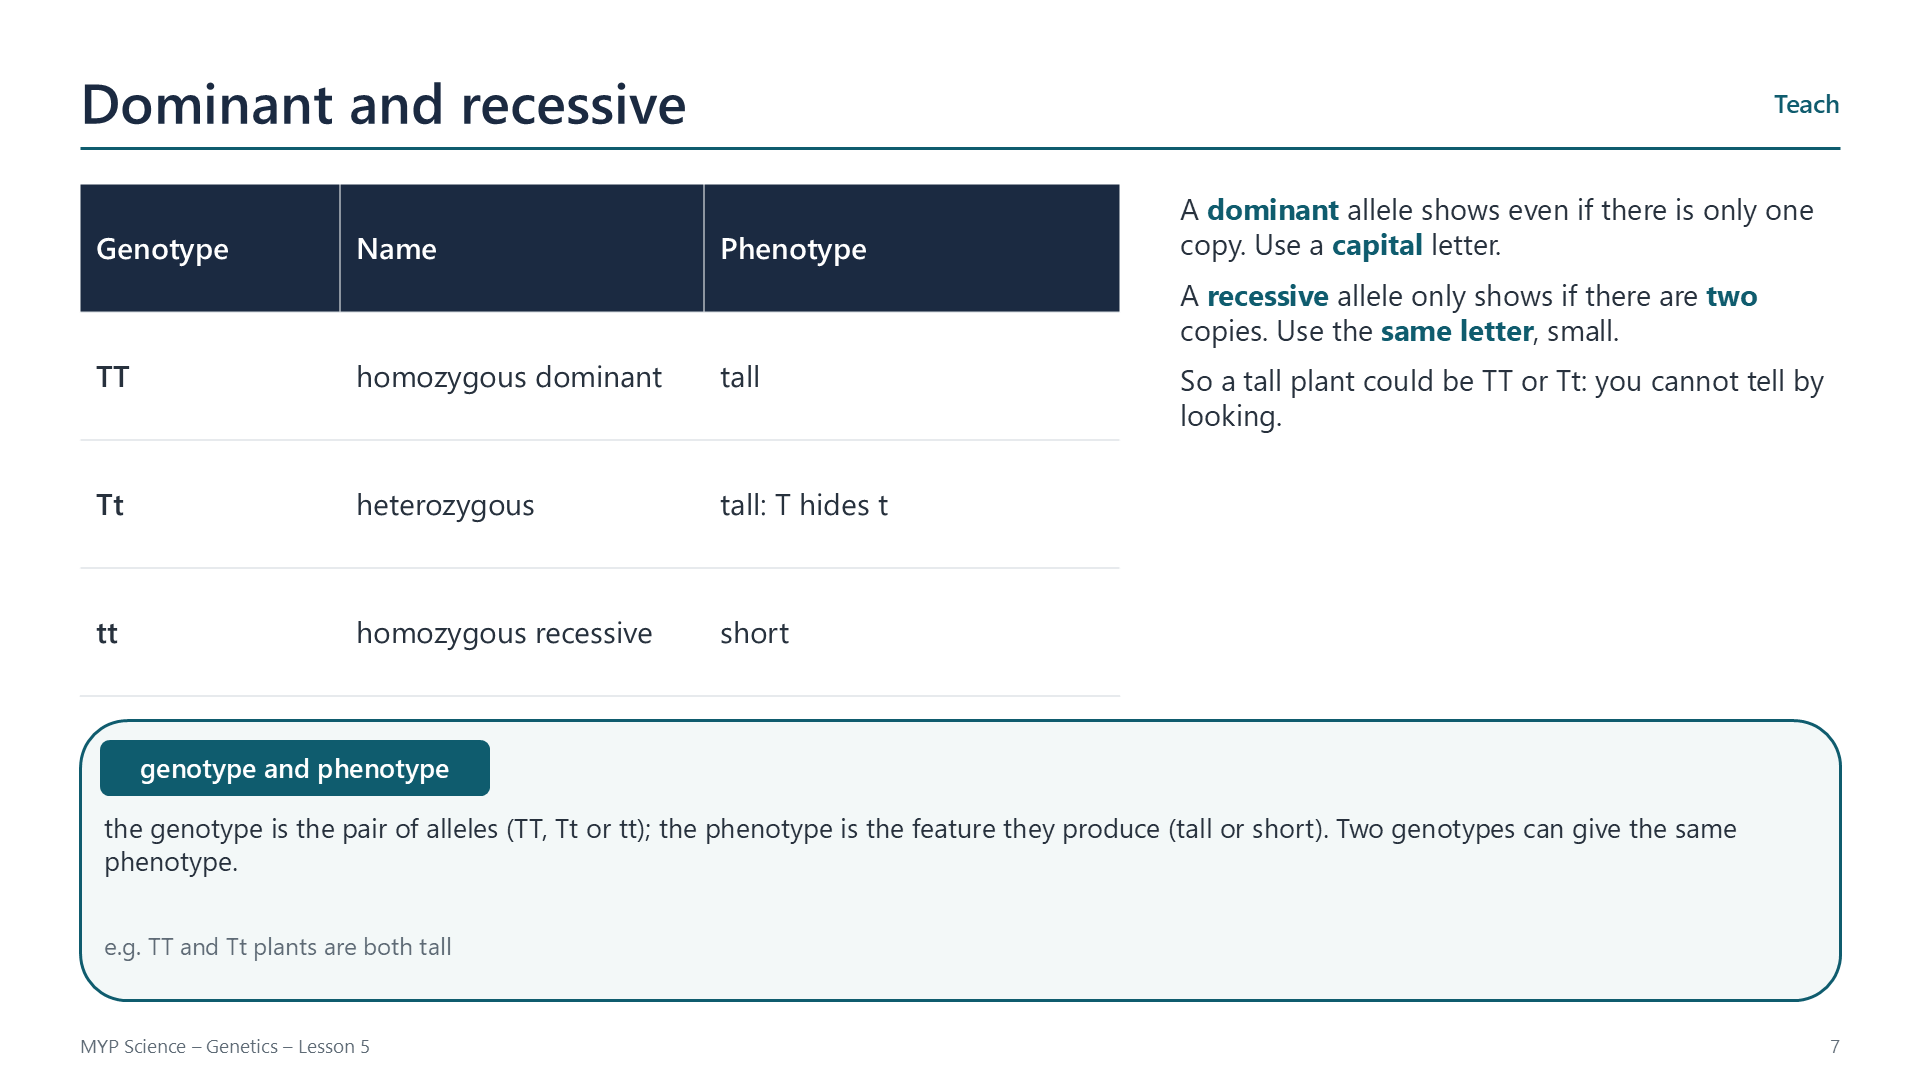 Dominant and recessive
Teach
Genotype Name Phenotype
TT homozygous dominant tall
Tt heterozygous tall: T hides t
tt homozygous recessive short
A dominant allele shows even if there is only one
copy. Use a capital letter.
A recessive allele only shows if there are two
copies. Use the same letter, small.
So a tall plant could be TT or Tt: you cannot tell by
looking.
genotype and phenotype
the genotype is the pair of alleles (TT, Tt or tt); the phenotype is the feature they produce (tall or short). Two genotypes can give the same
phenotype.
e.g. TT and Tt plants are both tall
MYP Science – Genetics – Lesson 5
7